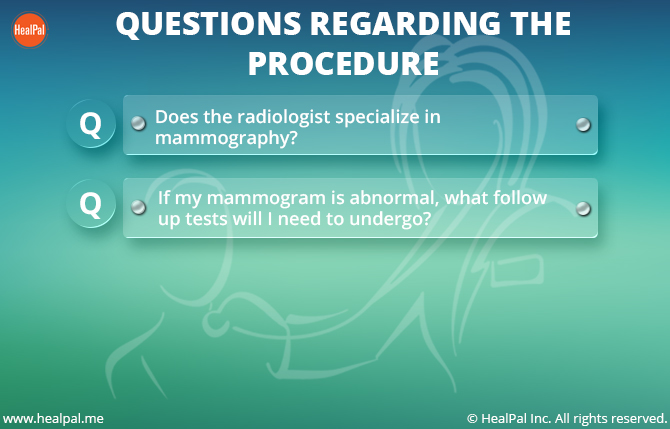 HealPal
QUESTIONS REGARDING THE
PROCEDURE
Q
Does the radiologist specialize in
mammography?
Q
If my mammogram is abnormal, what follow
up tests will I need to undergo?
www.healpal.me
© HealPal Inc. All rights reserved.